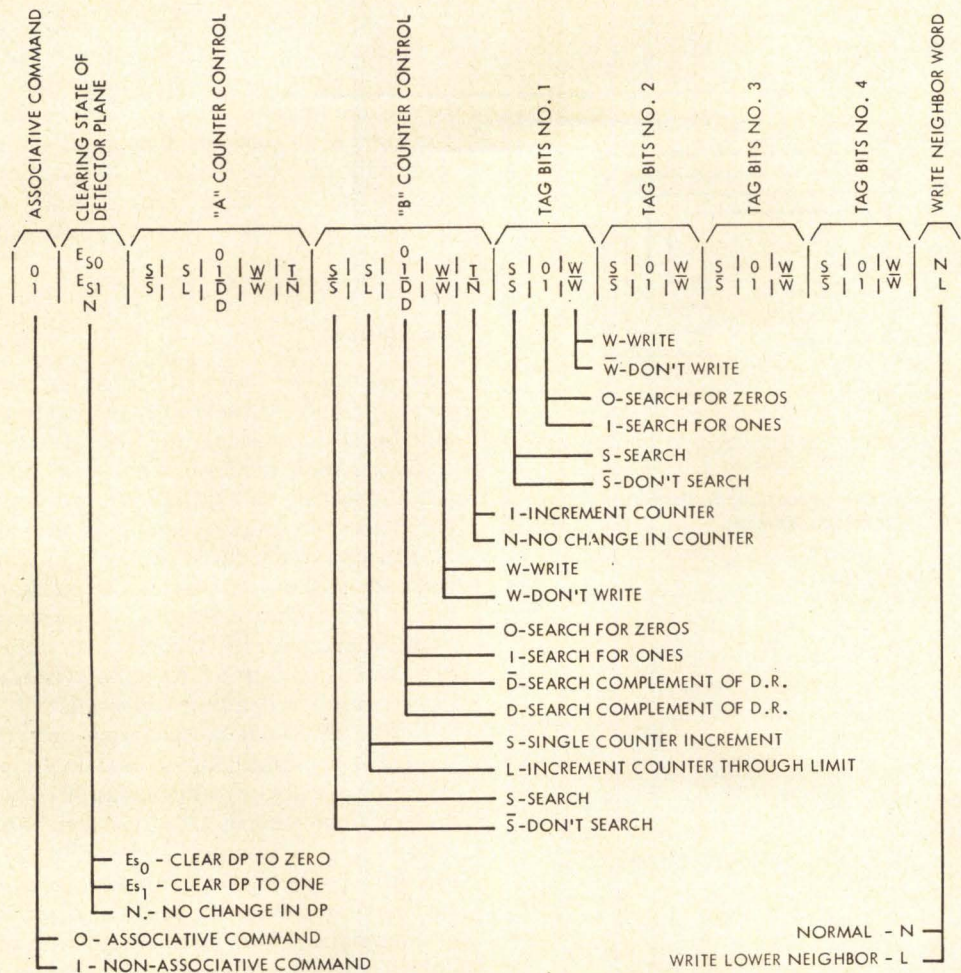 ASSOCIATIVE COMMAND
CLEARING STATE OF
DETECTOR PLANE
"A" COUNTER CONTROL
"B" COUNTER CONTROL
TAG BITS NO. 1
TAG BITS NO. 2
TAG BITS NO. 3
TAG BITS NO. 4
WRITE NEIGHBOR WORD
0
1
E_S0
E_S1
N
S̅ | S | 0 1 D̅ D | W | I
S | L | W̅ | N
S̅ | S | 0 1 D̅ D | W | I
S | L | W̅ | N
S | 0 | W
S̅ | 1 | W̅
S | 0 | W
S̅ | 1 | W̅
S | 0 | W
S̅ | 1 | W̅
S | 0 | W
S̅ | 1 | W̅
N
L
W-WRITE
W̅-DON'T WRITE
O-SEARCH FOR ZEROS
I-SEARCH FOR ONES
S-SEARCH
S̅-DON'T SEARCH
I-INCREMENT COUNTER
N-NO CHANGE IN COUNTER
W-WRITE
W-DON'T WRITE
O-SEARCH FOR ZEROS
I-SEARCH FOR ONES
D̅-SEARCH COMPLEMENT OF D.R.
D-SEARCH COMPLEMENT OF D.R.
S-SINGLE COUNTER INCREMENT
L-INCREMENT COUNTER THROUGH LIMIT
S-SEARCH
S̅-DON'T SEARCH
Es₀ - CLEAR DP TO ZERO
Es₁ - CLEAR DP TO ONE
N.- NO CHANGE IN DP
O - ASSOCIATIVE COMMAND
I - NON-ASSOCIATIVE COMMAND
NORMAL - N
WRITE LOWER NEIGHBOR - L